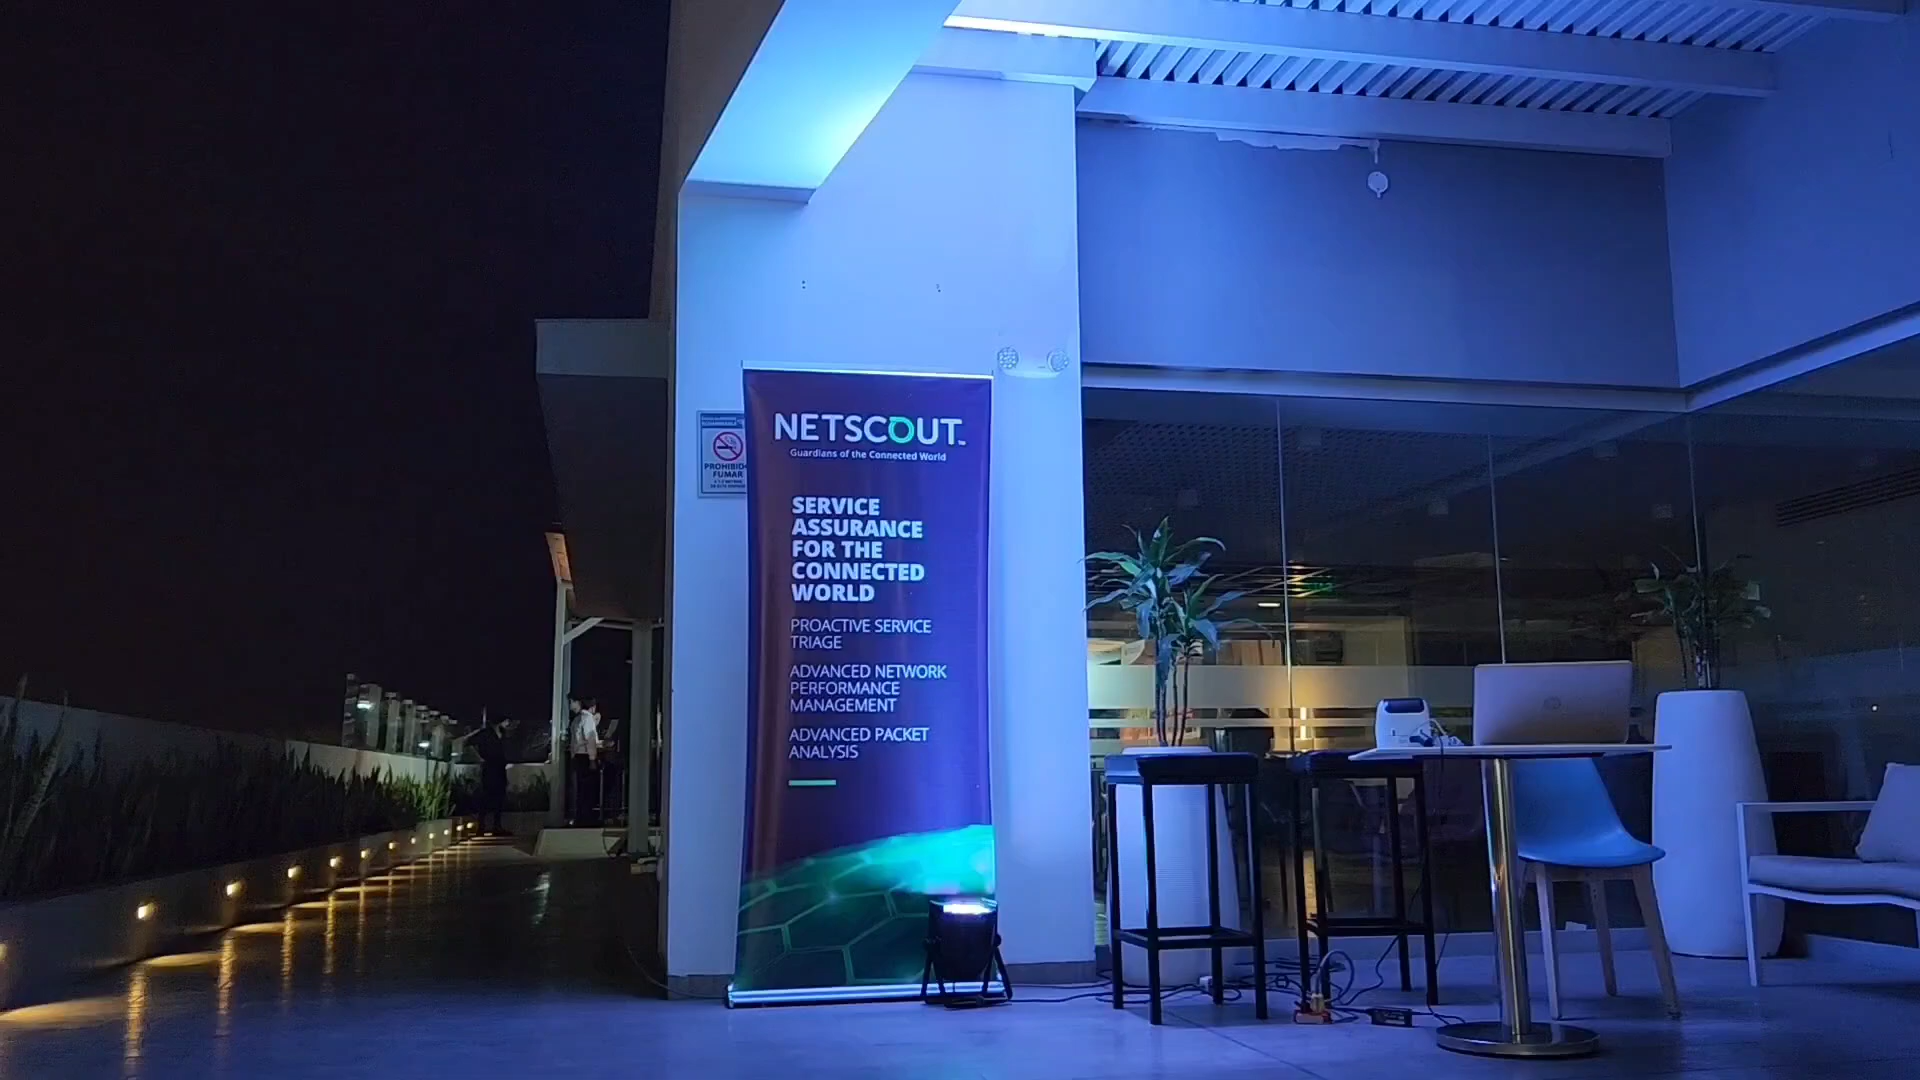 NETSCOUT™
Guardians of the Connected World
SERVICE
ASSURANCE
FOR THE
CONNECTED
WORLD
PROACTIVE SERVICE
TRIAGE
ADVANCED NETWORK
PERFORMANCE
MANAGEMENT
ADVANCED PACKET
ANALYSIS
PROHIBIDO
FUMAR